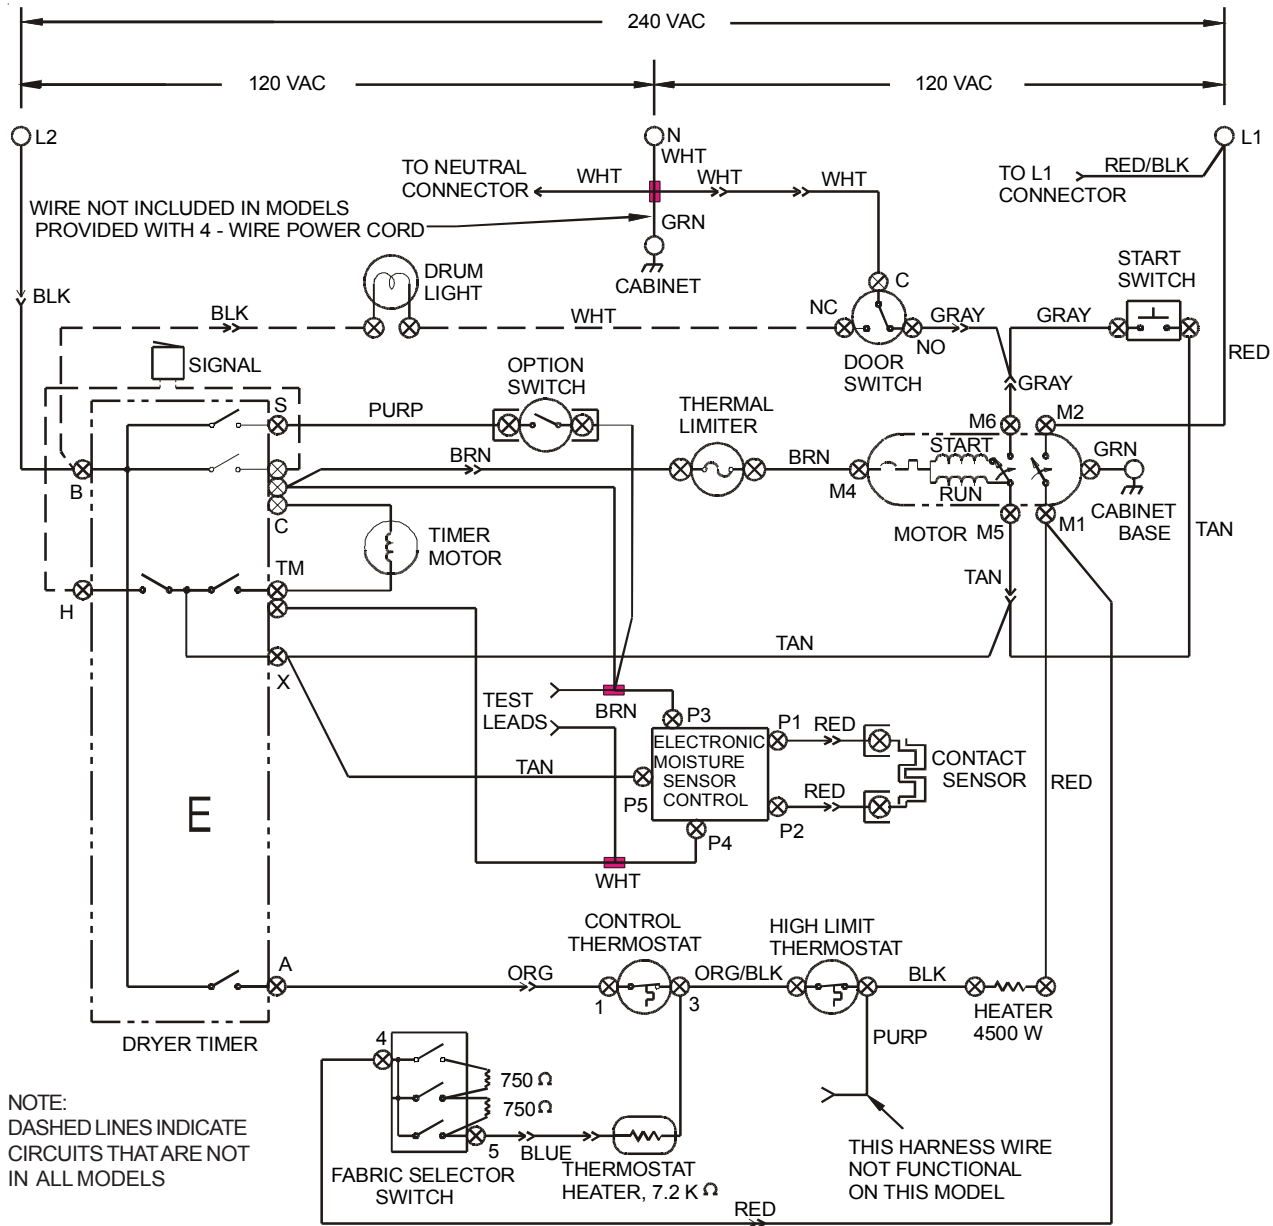 240 VAC
120 VAC
120 VAC
L2
N
L1
WHT
TO NEUTRAL
CONNECTOR
WHT
WHT
WHT
TO L1
CONNECTOR
RED/BLK
WIRE NOT INCLUDED IN MODELS
PROVIDED WITH 4 - WIRE POWER CORD
GRN
CABINET
DRUM
LIGHT
START
SWITCH
C
BLK
BLK
WHT
NC
GRAY
GRAY
NO
DOOR
SWITCH
RED
SIGNAL
OPTION
SWITCH
GRAY
S
PURP
THERMAL
LIMITER
M6
M2
START
GRN
BRN
BRN
B
M4
RUN
C
MOTOR
M5
M1
CABINET
BASE
TIMER
MOTOR
TAN
TM
TAN
H
TAN
X
TEST
LEADS
BRN
P3
P1
RED
ELECTRONIC
MOISTURE
SENSOR
CONTROL
CONTACT
SENSOR
TAN
P5
RED
RED
P2
E
P4
WHT
CONTROL
THERMOSTAT
HIGH LIMIT
THERMOSTAT
A
ORG
1
3
ORG/BLK
BLK
HEATER
4500 W
PURP
DRYER TIMER
4
750 Ω
750 Ω
NOTE:
DASHED LINES INDICATE
CIRCUITS THAT ARE NOT
IN ALL MODELS
5
BLUE
FABRIC SELECTOR
SWITCH
THERMOSTAT
HEATER, 7.2 K Ω
THIS HARNESS WIRE
NOT FUNCTIONAL
ON THIS MODEL
RED